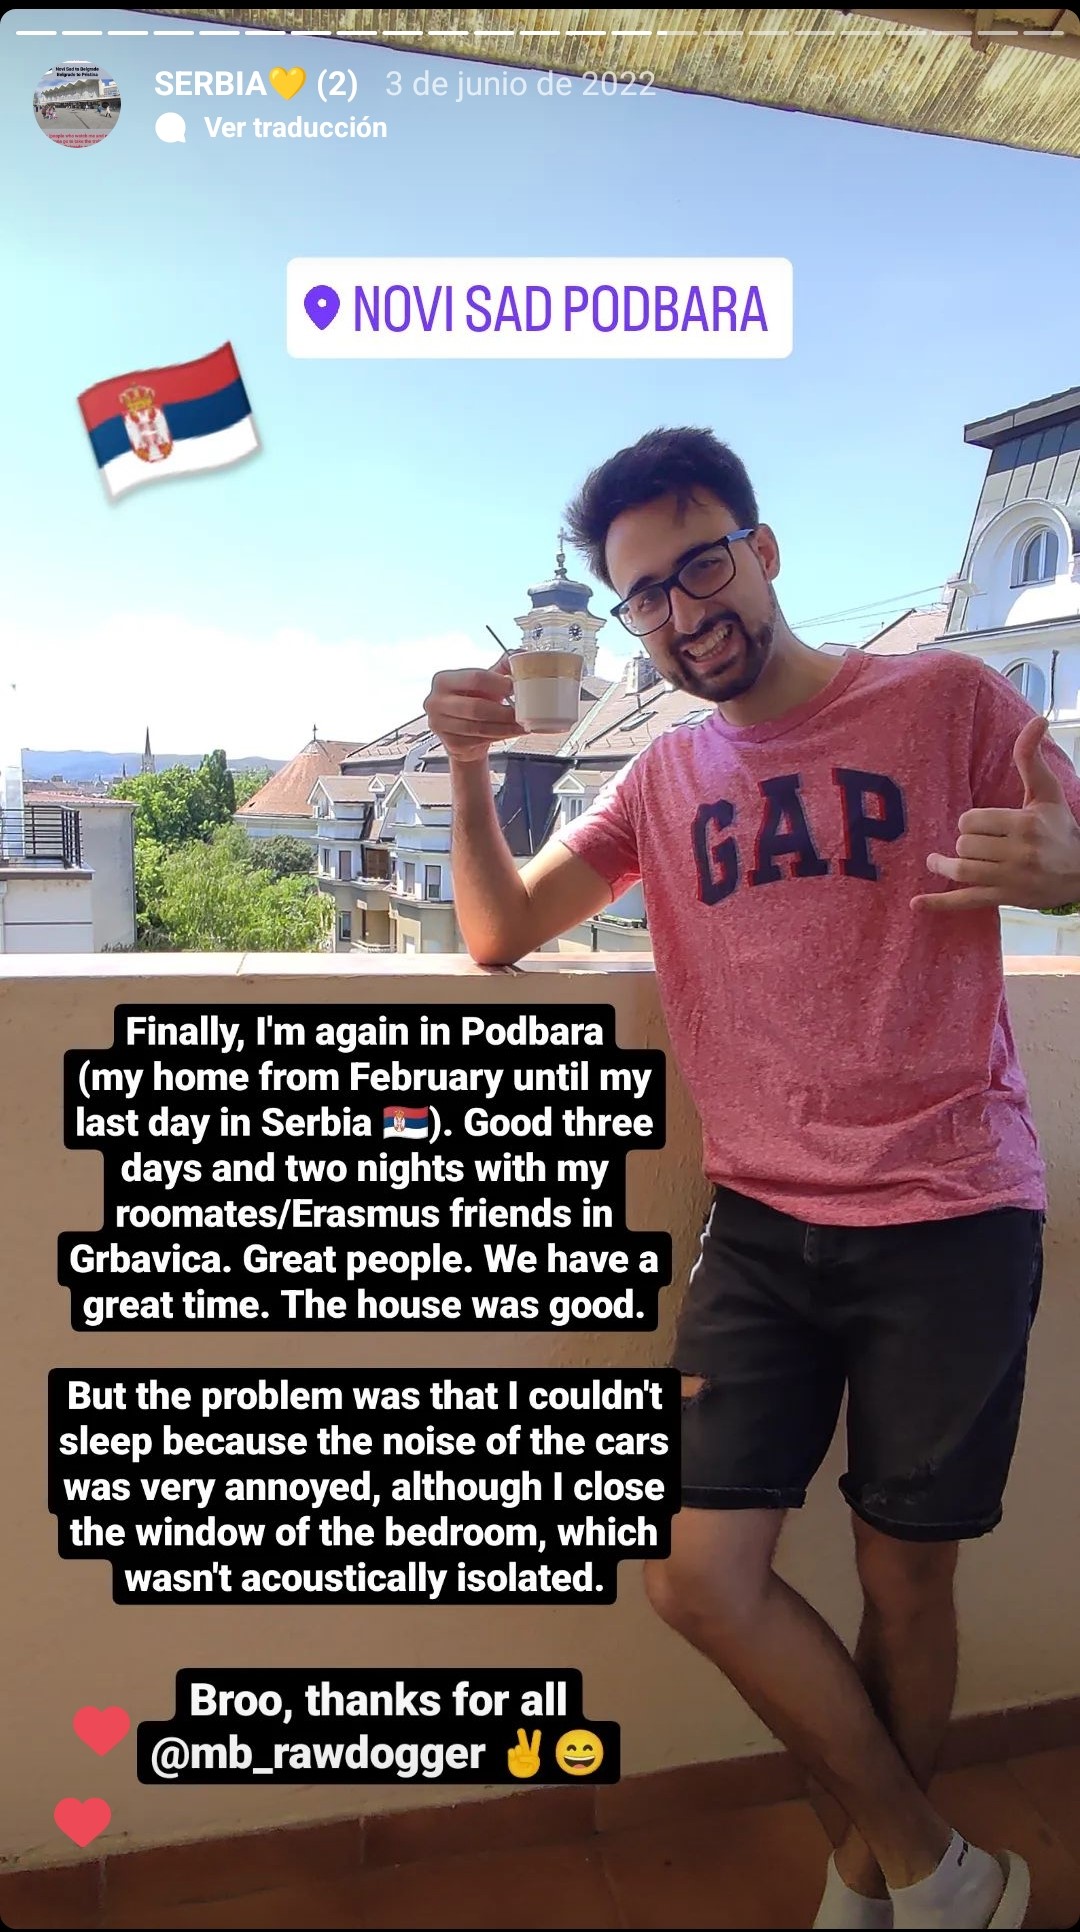 SERBIA💛 (2) 3 de junio de 2022
Ver traducción
NOVI SAD PODBARA
GAP
Finally, I'm again in Podbara
(my home from February until my
last day in Serbia 🇷🇸). Good three
days and two nights with my
roomates/Erasmus friends in
Grbavica. Great people. We have a
great time. The house was good.
But the problem was that I couldn't
sleep because the noise of the cars
was very annoyed, although I close
the window of the bedroom, which
wasn't acoustically isolated.
Broo, thanks for all
@mb_rawdogger ✌️😄